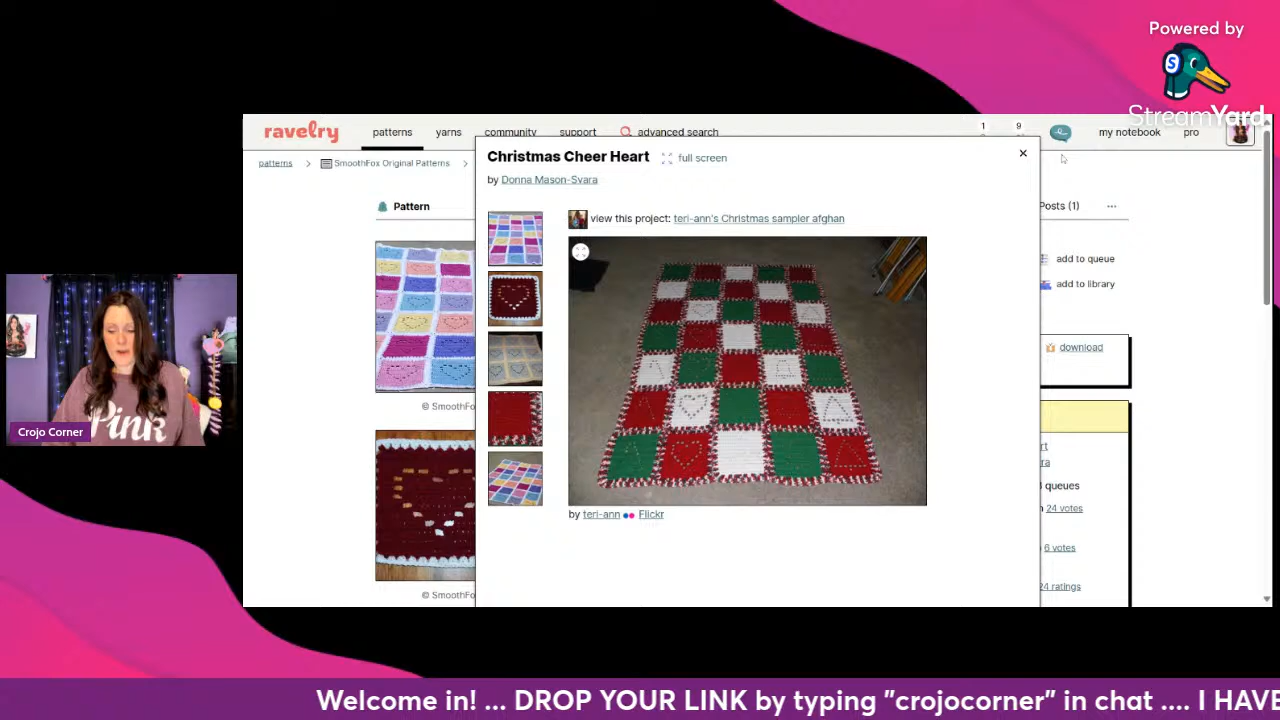 Powered by
StreamYard
ravelry
patterns
yarns
community
support
advanced search
1
9
my notebook
pro
patterns
SmoothFox Original Patterns
Christmas Cheer Heart
full screen
by Donna Mason-Svara
Pattern
Posts (1)
view this project: teri-ann's Christmas sampler afghan
add to queue
add to library
download
© SmoothFo
queues
24 votes
6 votes
24 ratings
by teri-ann Flickr
© SmoothFo
Pink
Crojo Corner
Welcome in! ... DROP YOUR LINK by typing "crojocorner" in chat .... I HAVE